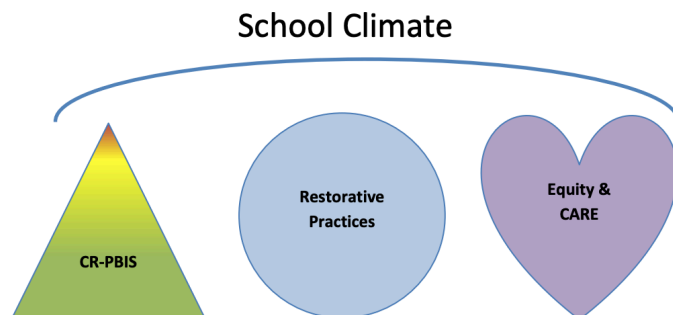 School Climate
CR-PBIS
Restorative
Practices
Equity &
CARE